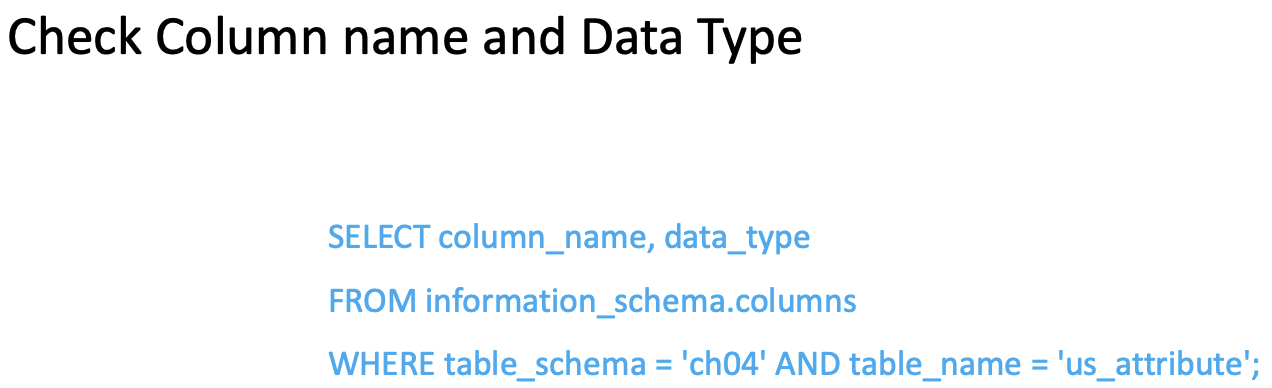 Check Column name and Data Type
SELECT column_name, data_type
FROM information_schema.columns
WHERE table_schema = 'ch04' AND table_name = 'us_attribute';